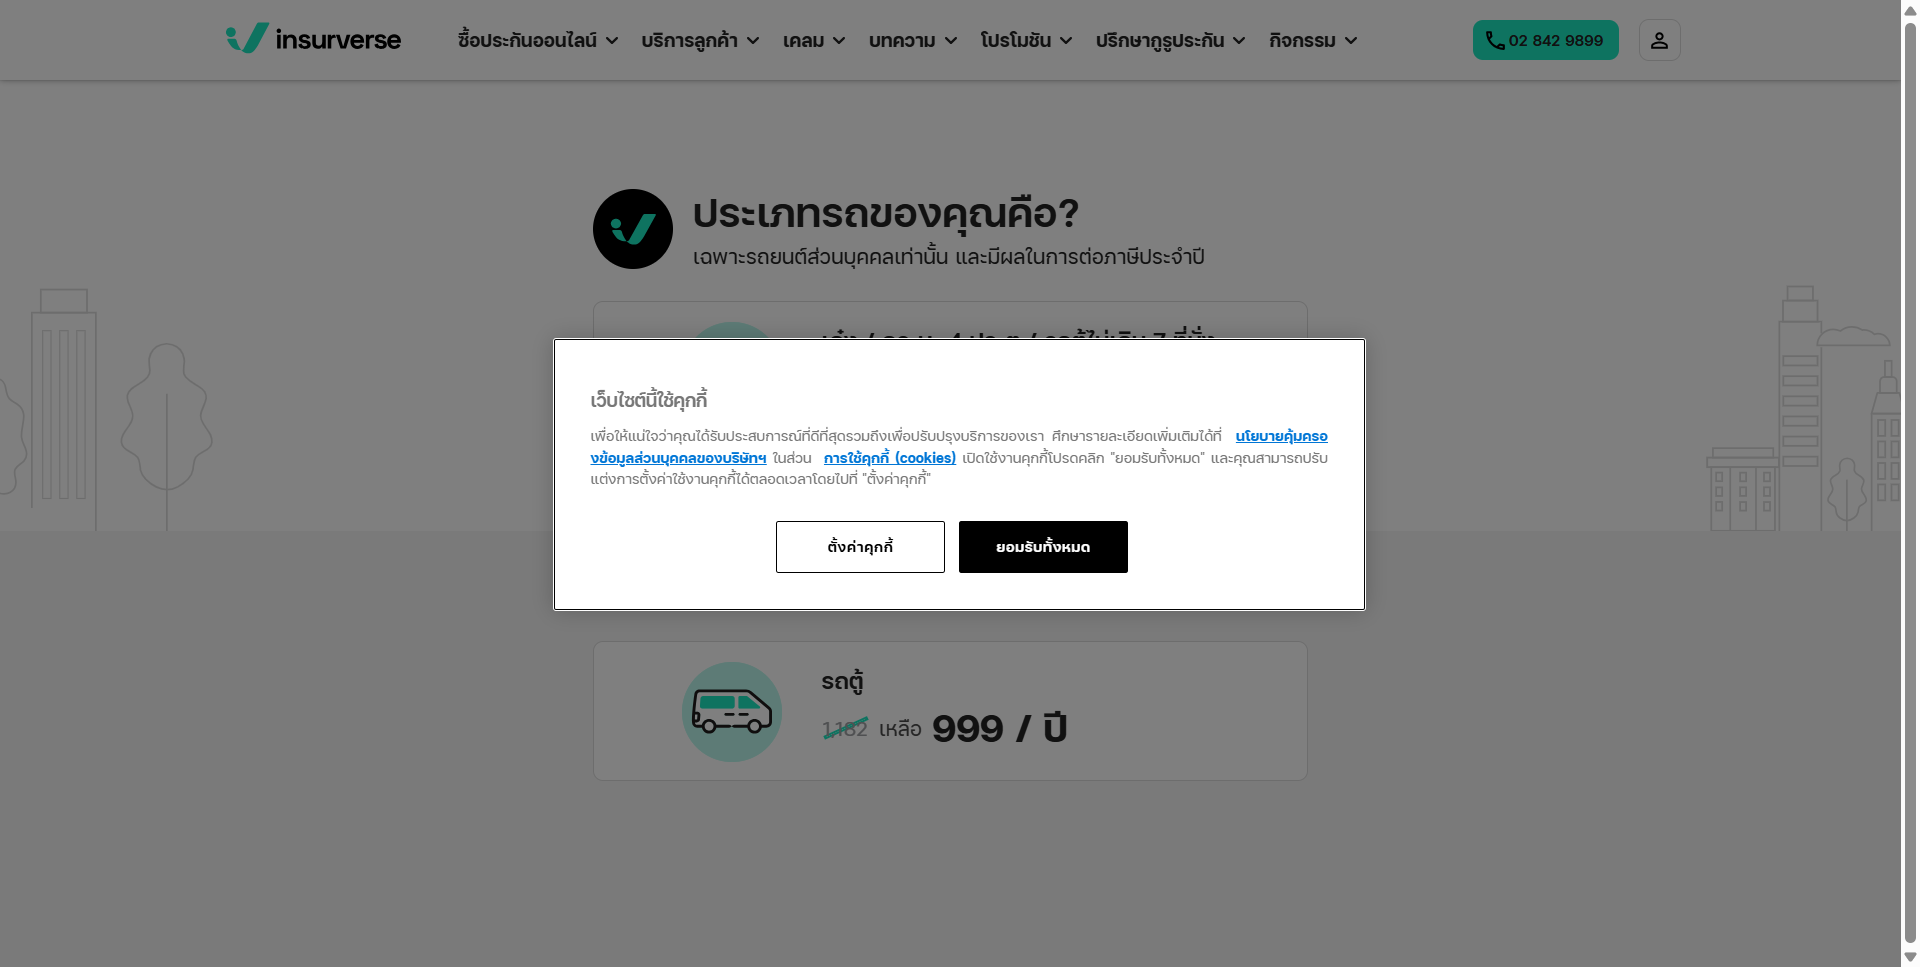 insurverse
ซื้อประกันออนไลน์ บริการลูกค้า เคลม บทความ โปรโมชัน ปรึกษากูรูประกัน กิจกรรม 02 842 9899
ประเภทรถของคุณคือ?
เฉพาะรถยนต์ส่วนบุคคลเท่านั้น และมีผลในการต่อภาษีประจำปี
เว็บไซต์นี้ใช้คุกกี้
เพื่อให้แน่ใจว่าคุณได้รับประสบการณ์ที่ดีที่สุดรวมถึงเพื่อปรับปรุงบริการของเรา ศึกษารายละเอียดเพิ่มเติมได้ที่ นโยบายคุ้มครอ
งข้อมูลส่วนบุคคลของบริษัทฯ ในส่วน การใช้คุกกี้ (cookies) เปิดใช้งานคุกกี้โปรดคลิก "ยอมรับทั้งหมด" และคุณสามารถปรับ
แต่งการตั้งค่าใช้งานคุกกี้ได้ตลอดเวลาโดยไปที่ "ตั้งค่าคุกกี้"
ตั้งค่าคุกกี้ ยอมรับทั้งหมด
รถตู้
1,182 เหลือ 999 / ปี